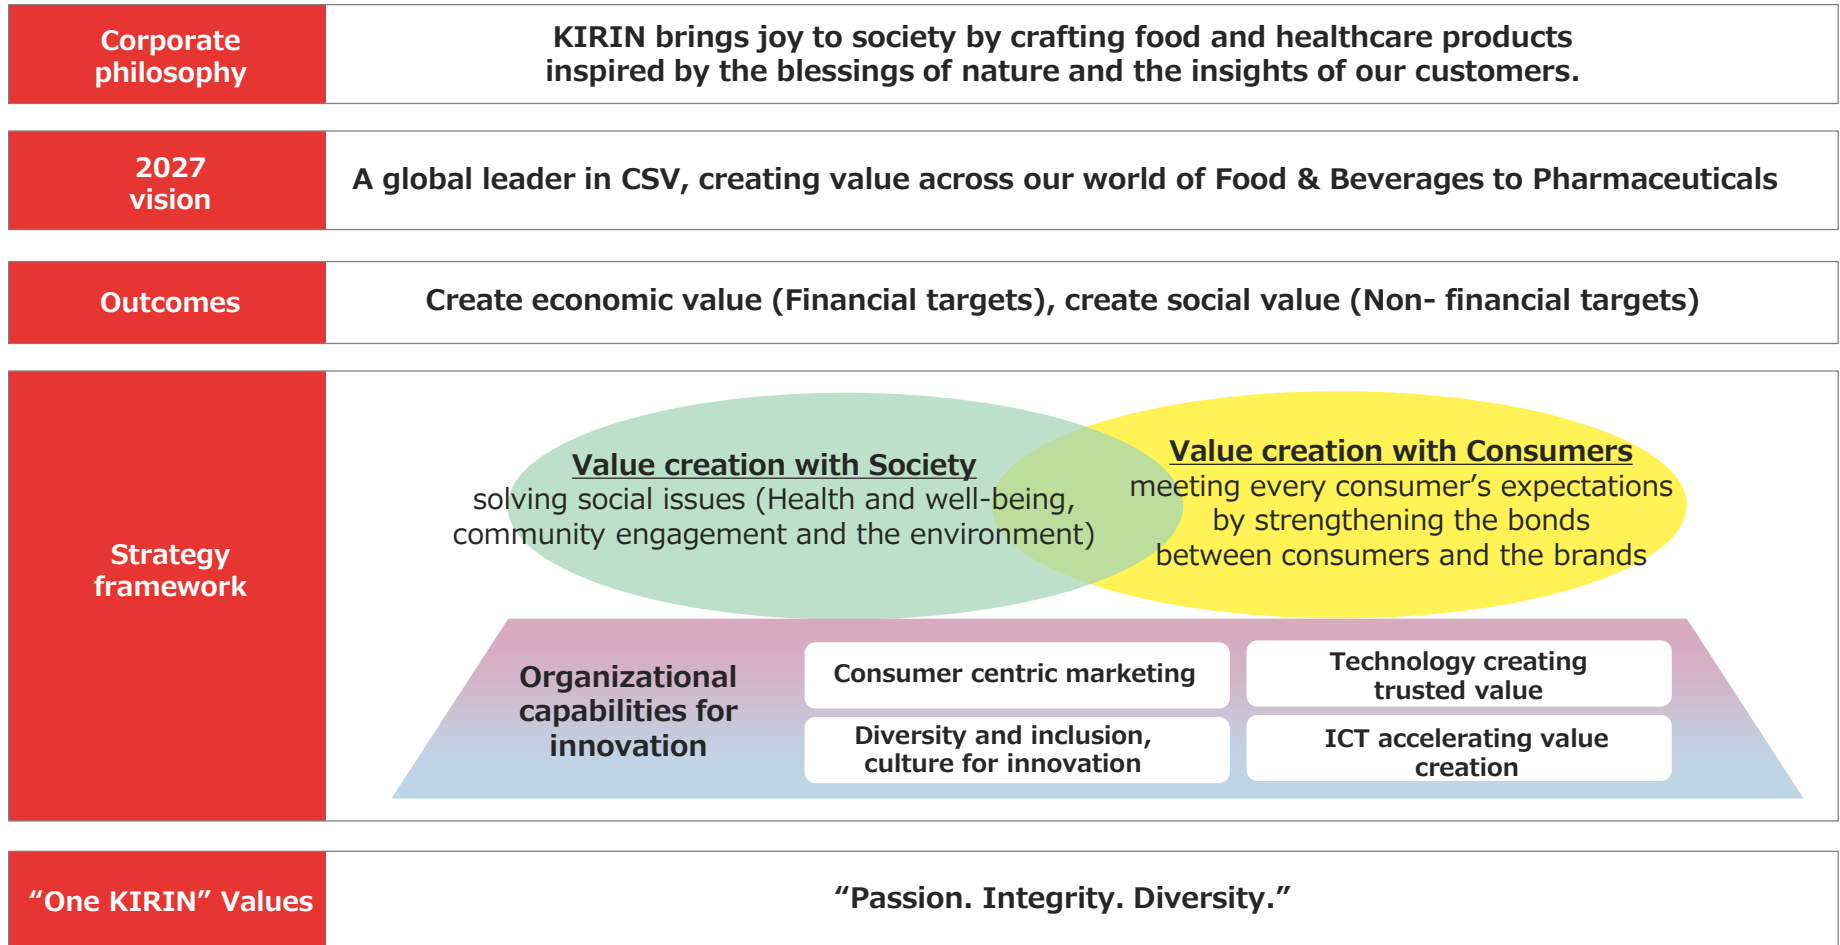 Corporate
philosophy
KIRIN brings joy to society by crafting food and healthcare products
inspired by the blessings of nature and the insights of our customers.
2027
vision
A global leader in CSV, creating value across our world of Food & Beverages to Pharmaceuticals
Outcomes
Create economic value (Financial targets), create social value (Non- financial targets)
Strategy
framework
Value creation with Society
solving social issues (Health and well-being,
community engagement and the environment)
Value creation with Consumers
meeting every consumer’s expectations
by strengthening the bonds
between consumers and the brands
Organizational
capabilities for
innovation
Consumer centric marketing
Technology creating
trusted value
Diversity and inclusion,
culture for innovation
ICT accelerating value
creation
“One KIRIN” Values
“Passion. Integrity. Diversity.”